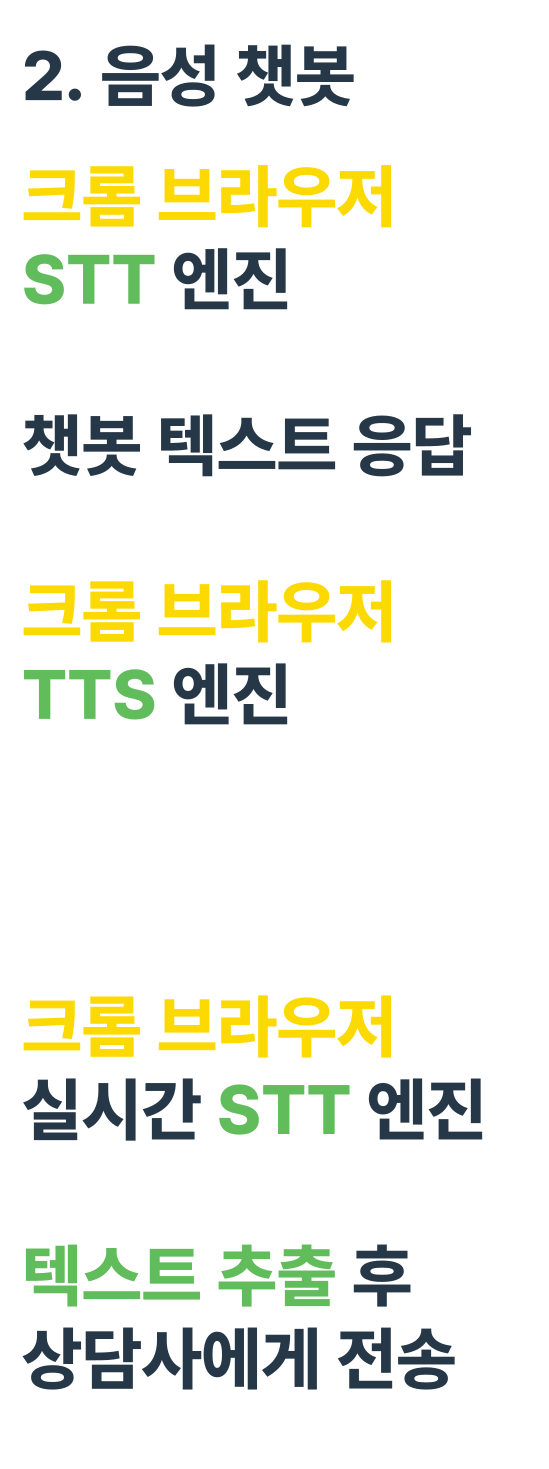 2. 음성 챗봇
크롬 브라우저
STT 엔진
챗봇 텍스트 응답
크롬 브라우저
TTS 엔진
크롬 브라우저
실시간 STT 엔진
텍스트 추출 후
상담사에게 전송